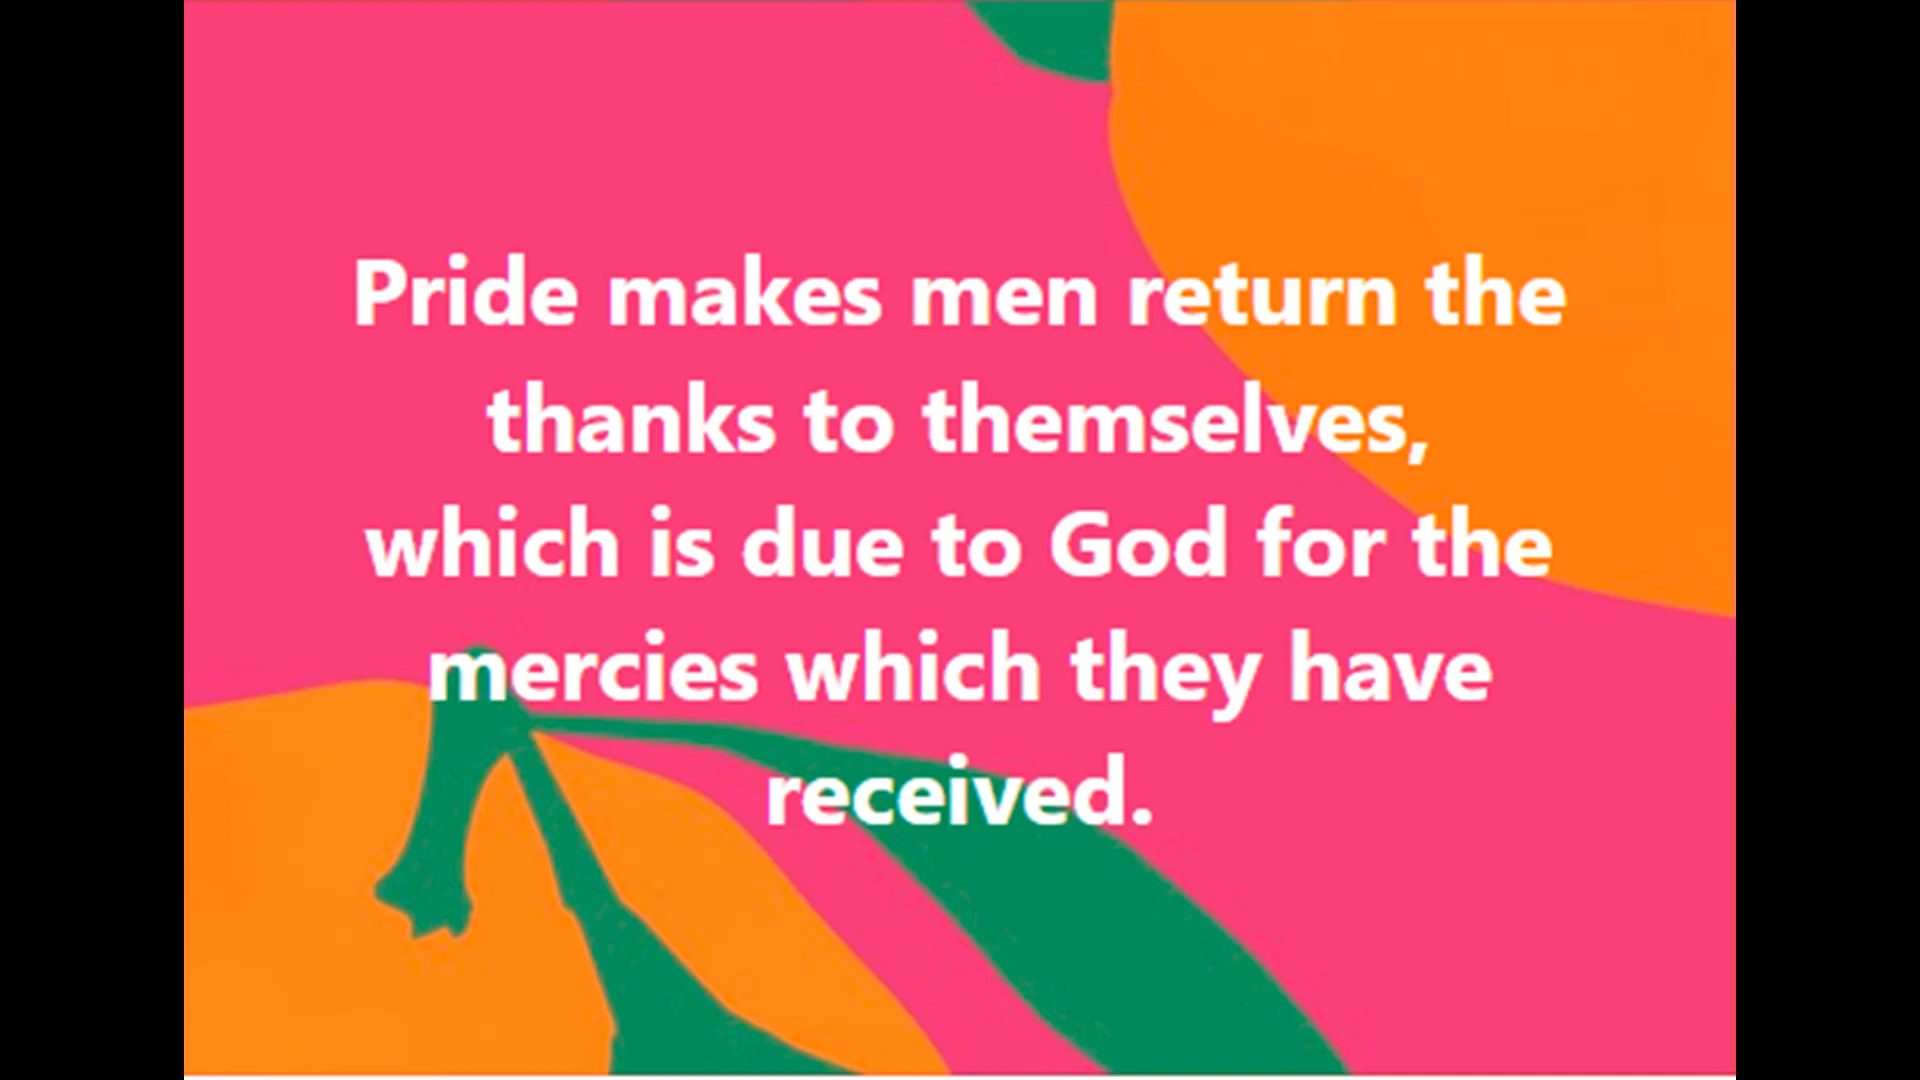 Pride makes men return the
thanks to themselves,
which is due to God for the
mercies which they have
received.